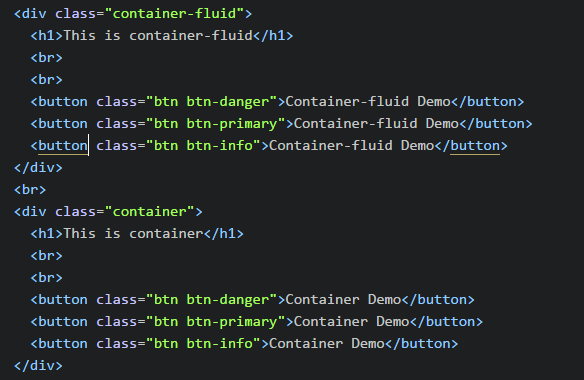 <div class="container-fluid">
  <h1>This is container-fluid</h1>
  <br>
  <br>
  <button class="btn btn-danger">Container-fluid Demo</button>
  <button class="btn btn-primary">Container-fluid Demo</button>
  <button class="btn btn-info">Container-fluid Demo</button>
</div>
<br>
<div class="container">
  <h1>This is container</h1>
  <br>
  <br>
  <button class="btn btn-danger">Container Demo</button>
  <button class="btn btn-primary">Container Demo</button>
  <button class="btn btn-info">Container Demo</button>
</div>